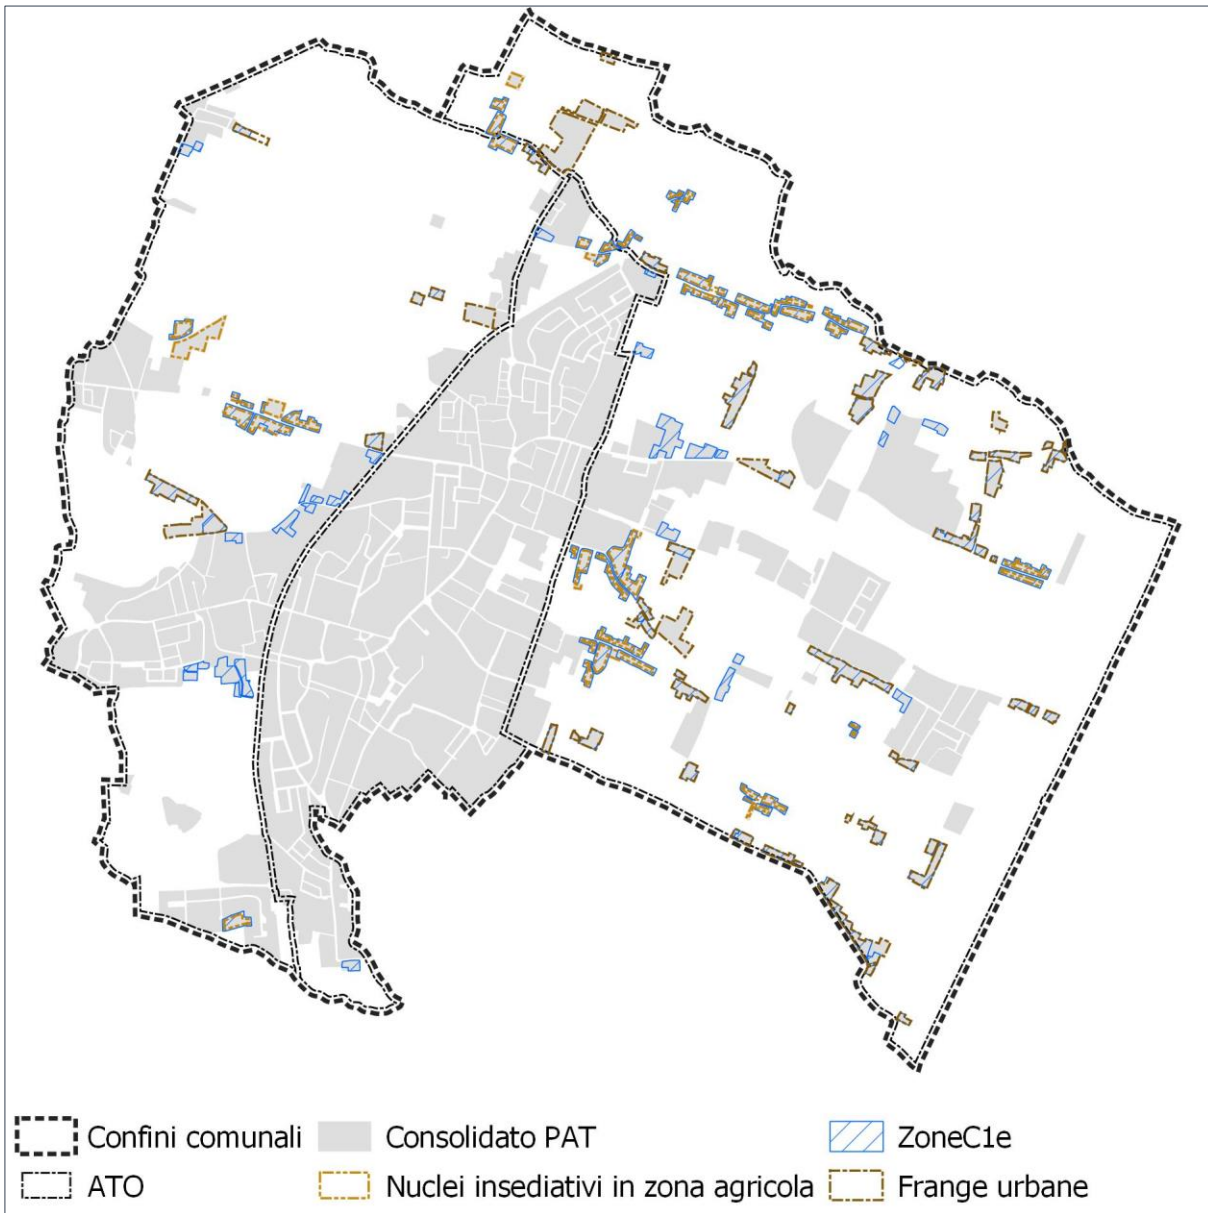 Confini comunali
Consolidato PAT
ZoneC1e
ATO
Nuclei insediativi in zona agricola
Frange urbane